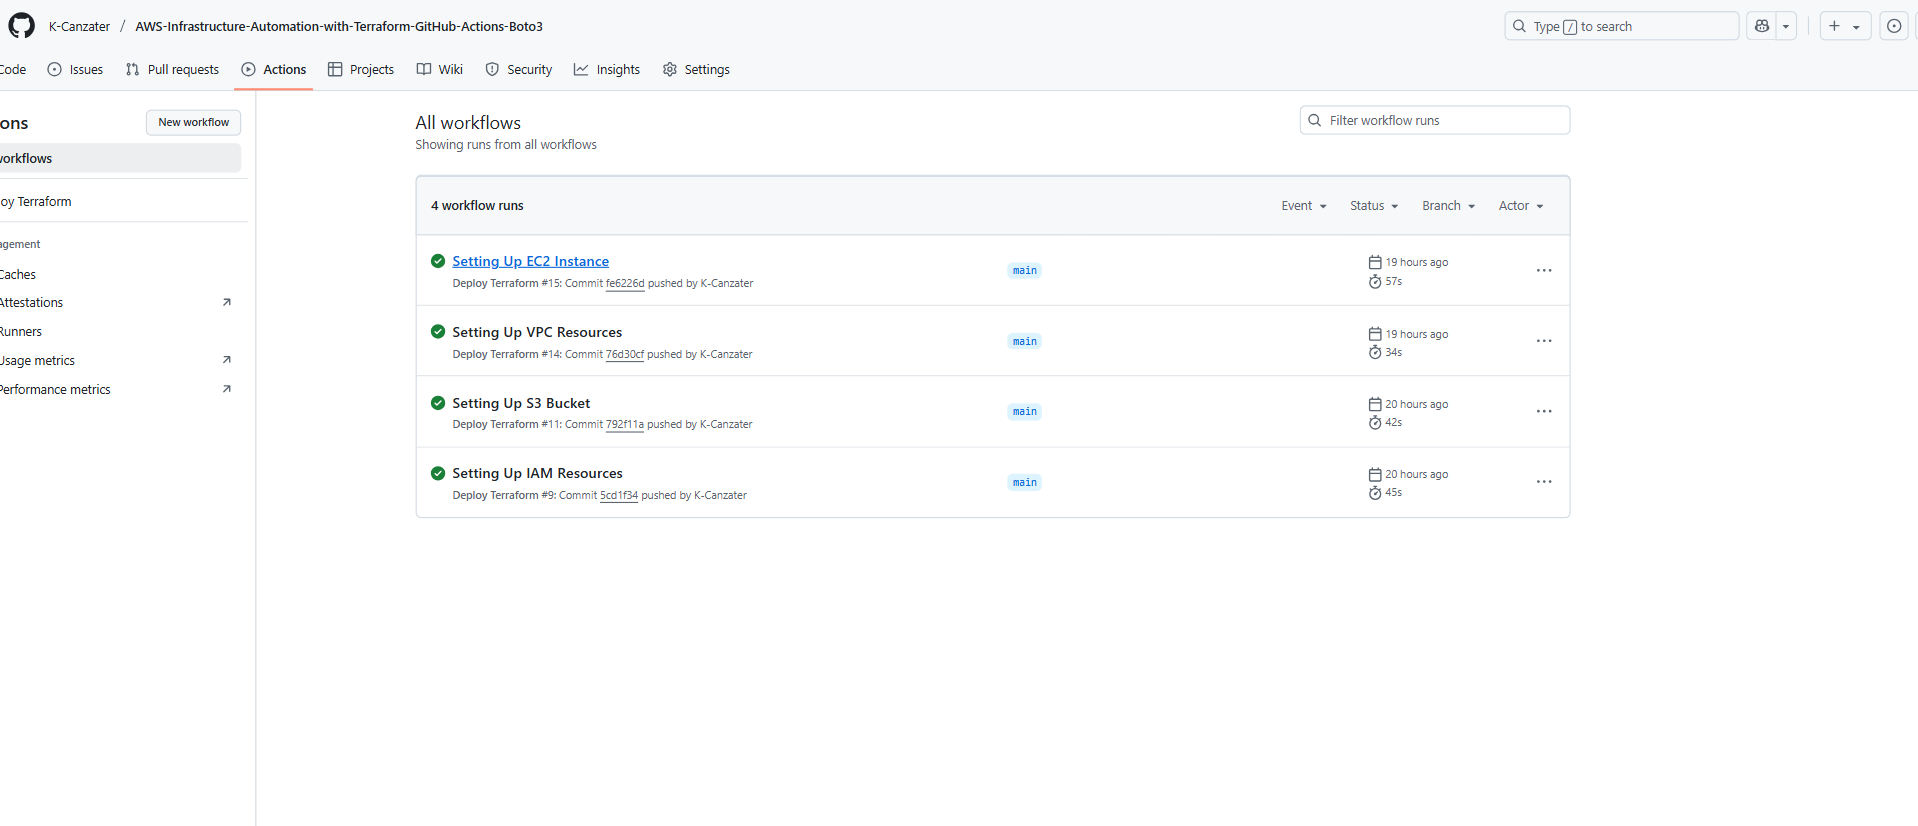 K-Canzater / AWS-Infrastructure-Automation-with-Terraform-GitHub-Actions-Boto3
Type / to search
Code Issues Pull requests Actions Projects Wiki Security Insights Settings
ons
New workflow
workflows
oy Terraform
agement
Caches
Attestations
Runners
Usage metrics
Performance metrics
All workflows
Showing runs from all workflows
Filter workflow runs
4 workflow runs
Event Status Branch Actor
Setting Up EC2 Instance
Deploy Terraform #15: Commit fe6226d pushed by K-Canzater
main
19 hours ago
57s
Setting Up VPC Resources
Deploy Terraform #14: Commit 76d30cf pushed by K-Canzater
main
19 hours ago
34s
Setting Up S3 Bucket
Deploy Terraform #11: Commit 792f11a pushed by K-Canzater
main
20 hours ago
42s
Setting Up IAM Resources
Deploy Terraform #9: Commit 5cd1f34 pushed by K-Canzater
main
20 hours ago
45s